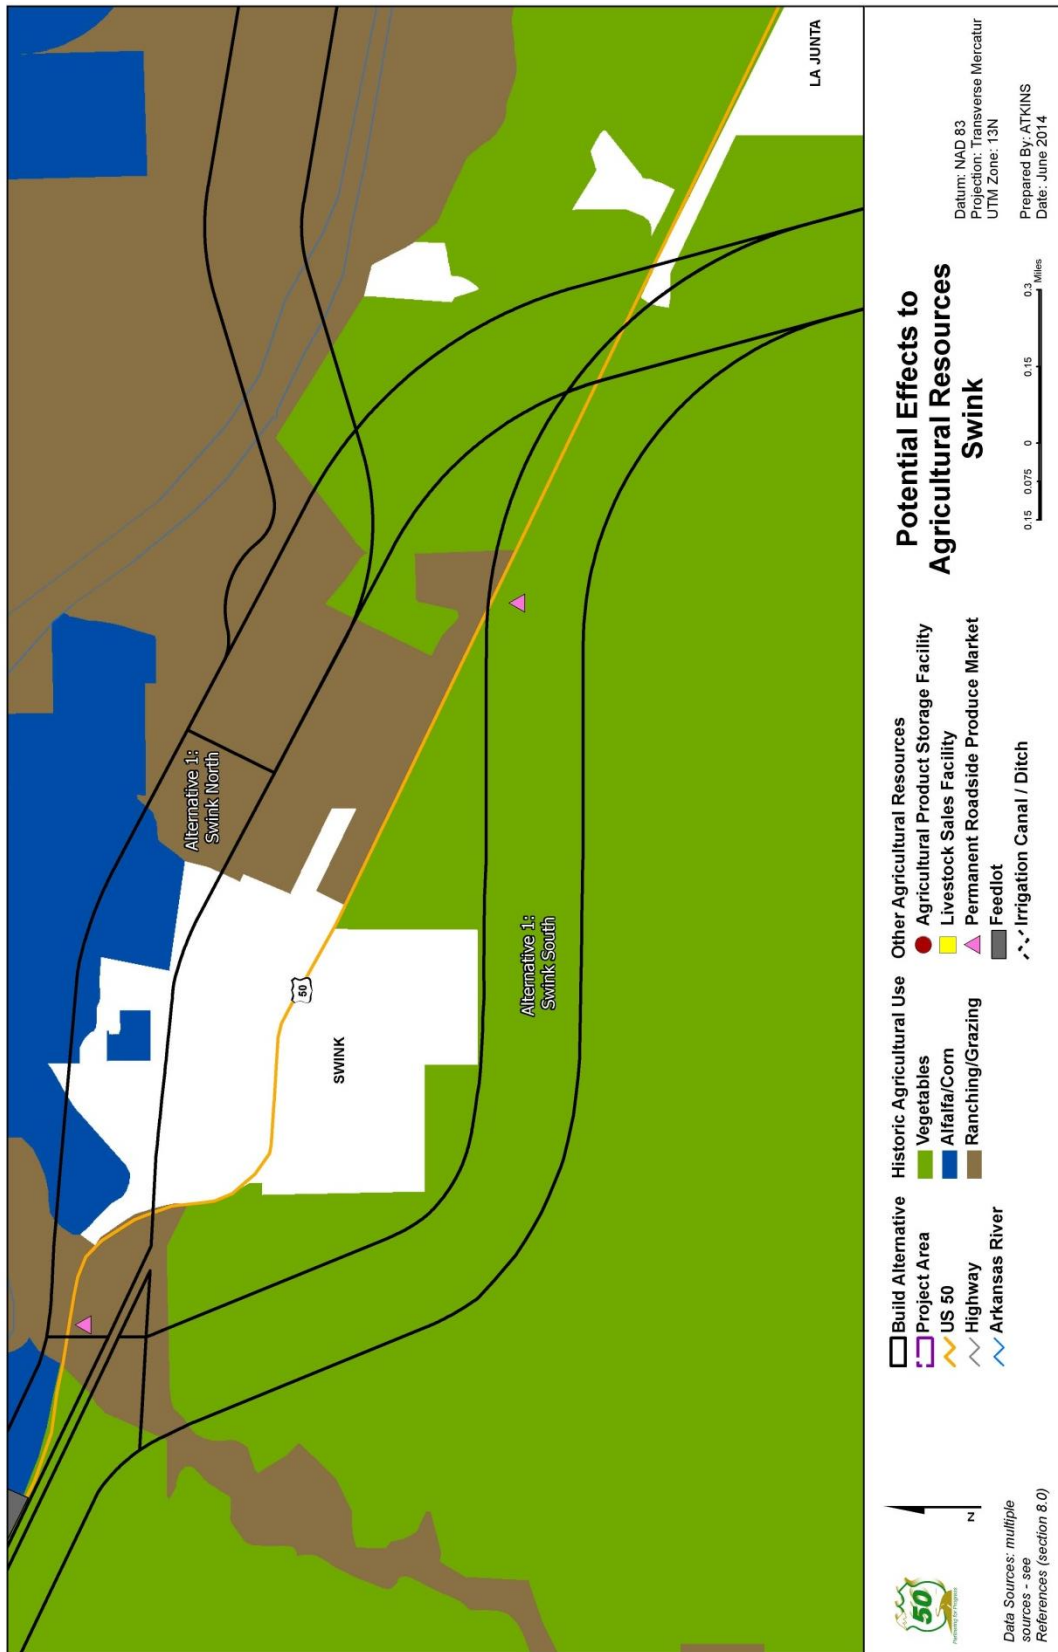 LA JUNTA
Alternative 1:
Swink North
50
SWINK
Alternative 1:
Swink South
50
Partnering for Progress
Data Sources: multiple
sources - see
References (section 8.0)
N
Build Alternative
Project Area
US 50
Highway
Arkansas River
Historic Agricultural Use
Vegetables
Alfalfa/Corn
Ranching/Grazing
Other Agricultural Resources
Agricultural Product Storage Facility
Livestock Sales Facility
Permanent Roadside Produce Market
Feedlot
Irrigation Canal / Ditch
Potential Effects to
Agricultural Resources
Swink
0.15 0.075 0 0.15 0.3
Miles
Datum: NAD 83
Projection: Transverse Mercatur
UTM Zone: 13N
Prepared By: ATKINS
Date: June 2014